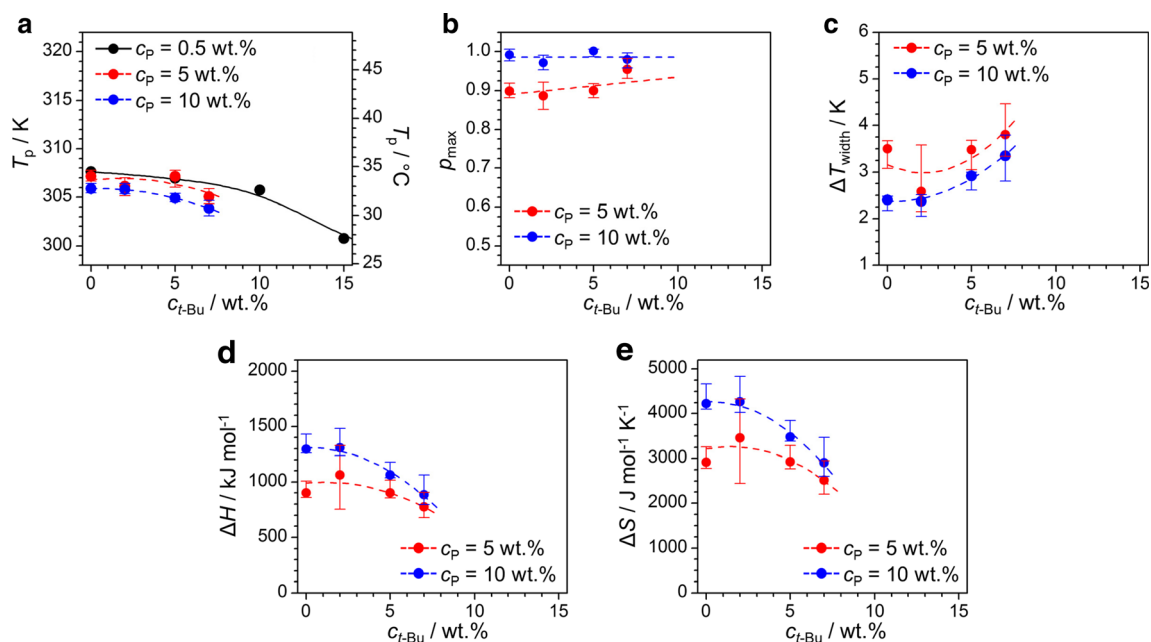 a
T_p / K
320
315
310
305
300
c_P = 0.5 wt.%
c_P = 5 wt.%
c_P = 10 wt.%
45
40
35
30
25
T_p / °C
0 5 10 15
c_t-Bu / wt.%
b
p_max
1.0
0.9
0.8
0.7
0.6
0.5
c_P = 5 wt.%
c_P = 10 wt.%
0 5 10 15
c_t-Bu / wt.%
c
ΔT_width / K
6
5
4
3
2
1
c_P = 5 wt.%
c_P = 10 wt.%
0 5 10 15
c_t-Bu / wt.%
d
ΔH / kJ mol⁻¹
2000
1500
1000
500
0
c_P = 5 wt.%
c_P = 10 wt.%
0 5 10 15
c_t-Bu / wt.%
e
ΔS / J mol⁻¹ K⁻¹
5000
4000
3000
2000
1000
0
c_P = 5 wt.%
c_P = 10 wt.%
0 5 10 15
c_t-Bu / wt.%